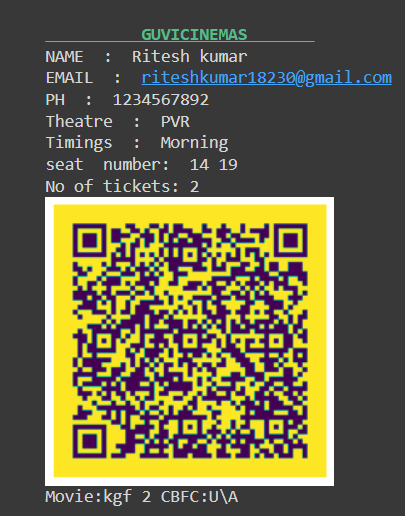 GUVICINEMAS
NAME : Ritesh kumar
EMAIL : riteshkumar18230@gmail.com
PH : 1234567892
Theatre : PVR
Timings : Morning
seat number: 14 19
No of tickets: 2
Movie:kgf 2 CBFC:U\A